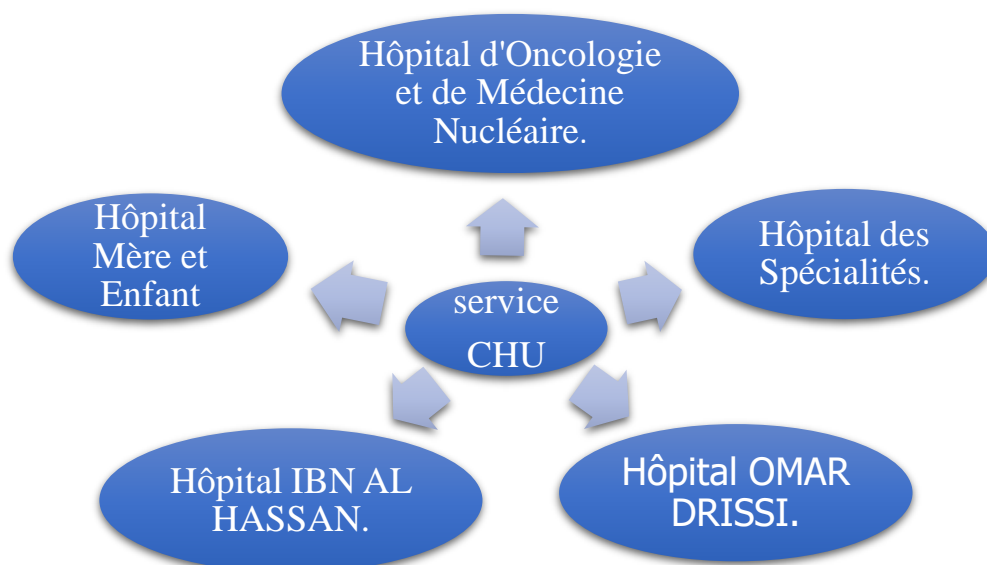 Hôpital d'Oncologie
et de Médecine
Nucléaire.
Hôpital
Mère et
Enfant
Hôpital des
Spécialités.
service
CHU
Hôpital IBN AL
HASSAN.
Hôpital OMAR
DRISSI.